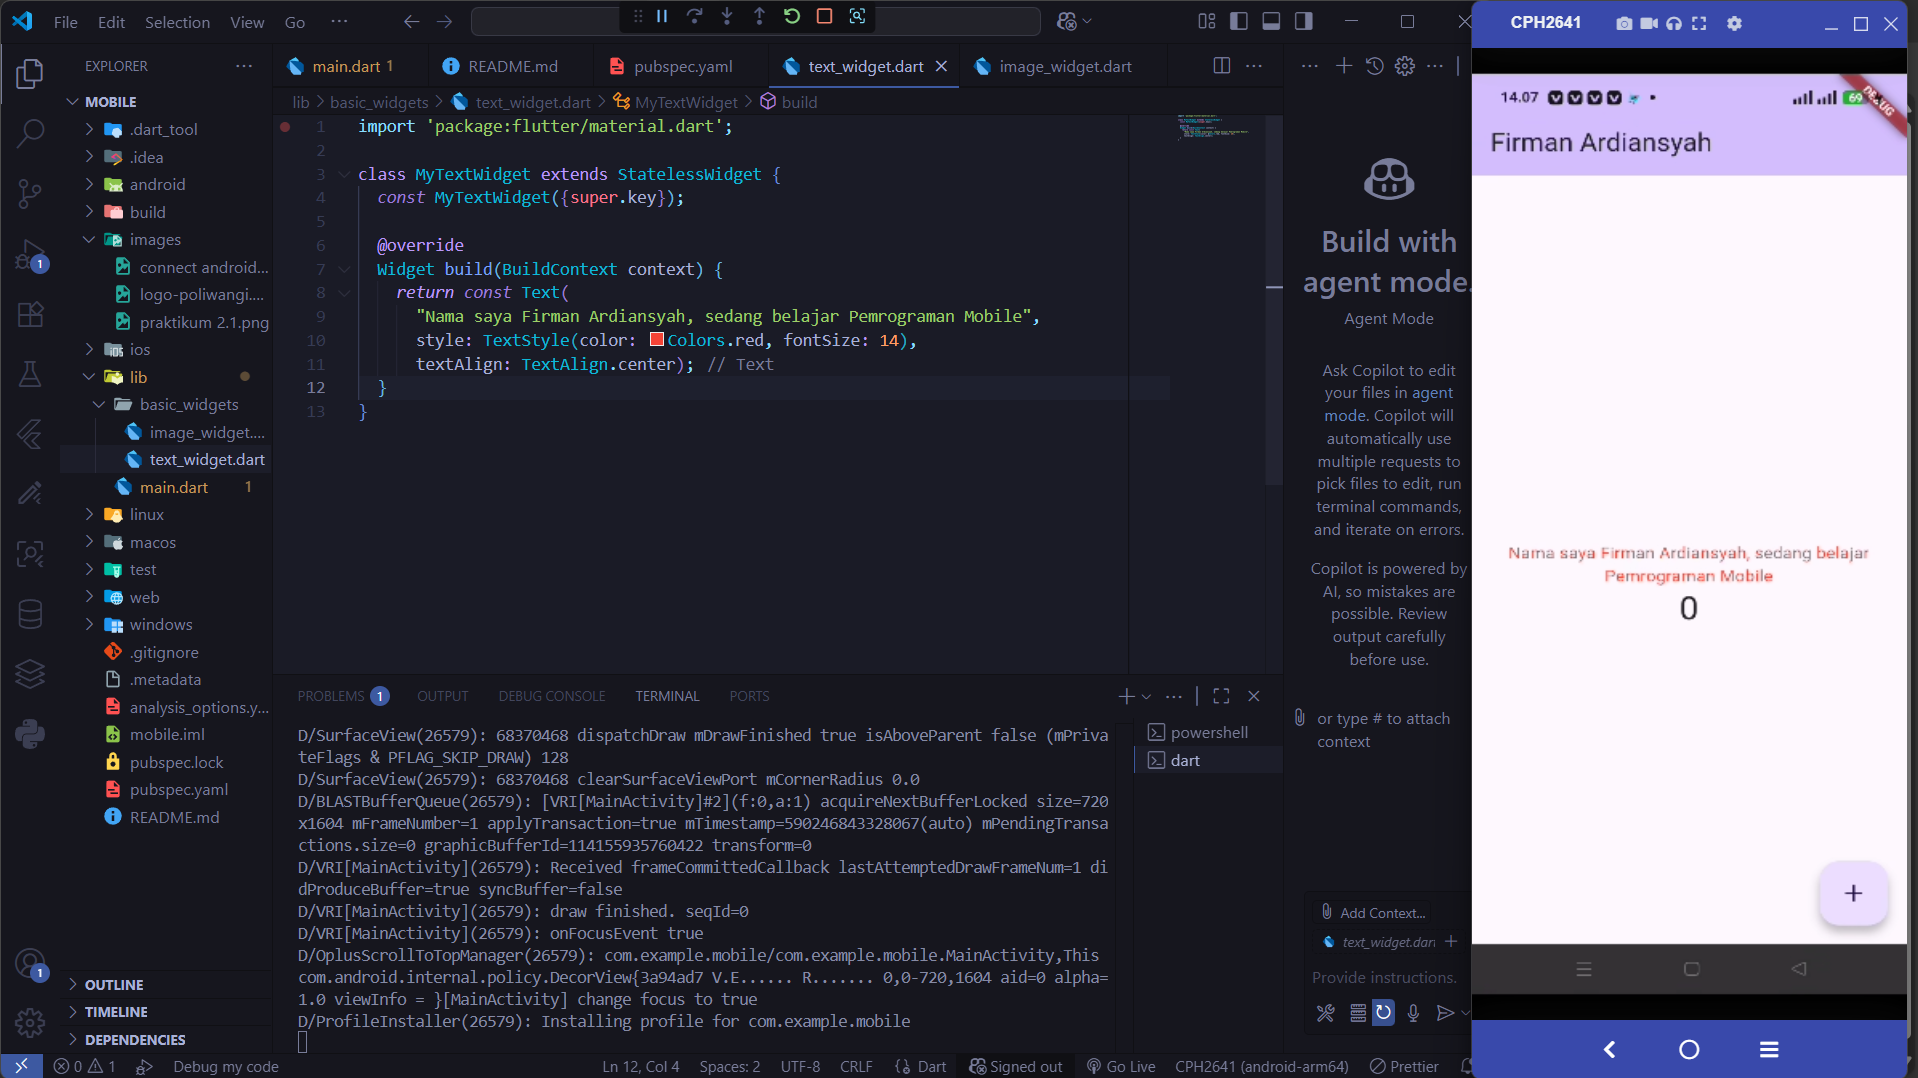 File Edit Selection View Go ···
CPH2641
EXPLORER ···
main.dart 1
README.md
pubspec.yaml
text_widget.dart
image_widget.dart
MOBILE
lib > basic_widgets > text_widget.dart > MyTextWidget > build
.dart_tool
.idea
android
build
images
connect android...
logo-poliwangi....
praktikum 2.1.png
ios
lib
basic_widgets
image_widget....
text_widget.dart
main.dart 1
linux
macos
test
web
windows
.gitignore
.metadata
analysis_options.y...
mobile.iml
pubspec.lock
pubspec.yaml
README.md
OUTLINE
TIMELINE
DEPENDENCIES
1 import 'package:flutter/material.dart';
2
3 class MyTextWidget extends StatelessWidget {
4 const MyTextWidget({super.key});
5
6 @override
7 Widget build(BuildContext context) {
8 return const Text(
9 "Nama saya Firman Ardiansyah, sedang belajar Pemrograman Mobile",
10 style: TextStyle(color: Colors.red, fontSize: 14),
11 textAlign: TextAlign.center); // Text
12 }
13 }
PROBLEMS 1 OUTPUT DEBUG CONSOLE TERMINAL PORTS
D/SurfaceView(26579): 68370468 dispatchDraw mDrawFinished true isAboveParent false (mPriva
teFlags & PFLAG_SKIP_DRAW) 128
D/SurfaceView(26579): 68370468 clearSurfaceViewPort mCornerRadius 0.0
D/BLASTBufferQueue(26579): [VRI[MainActivity]#2](f:0,a:1) acquireNextBufferLocked size=720
x1604 mFrameNumber=1 applyTransaction=true mTimestamp=590246843328067(auto) mPendingTransa
ctions.size=0 graphicBufferId=114155935760422 transform=0
D/VRI[MainActivity](26579): Received frameCommittedCallback lastAttemptedDrawFrameNum=1 di
dProduceBuffer=true syncBuffer=false
D/VRI[MainActivity](26579): draw finished. seqId=0
D/VRI[MainActivity](26579): onFocusEvent true
D/OplusScrollToTopManager(26579): com.example.mobile/com.example.mobile.MainActivity,This
com.android.internal.policy.DecorView{3a94ad7 V.E...... R....... 0,0-720,1604 aid=0 alpha=
1.0 viewInfo = }[MainActivity] change focus to true
D/ProfileInstaller(26579): Installing profile for com.example.mobile
powershell
dart
Build with
agent mode.
Agent Mode
Ask Copilot to edit
your files in agent
mode. Copilot will
automatically use
multiple requests to
pick files to edit, run
terminal commands,
and iterate on errors.
Copilot is powered by
AI, so mistakes are
possible. Review
output carefully
before use.
or type # to attach
context
Add Context...
text_widget.dart
Provide instructions.
14.07
69
DEBUG
Firman Ardiansyah
Nama saya Firman Ardiansyah, sedang belajar
Pemrograman Mobile
0
1
1
0 1 Debug my code Ln 12, Col 4 Spaces: 2 UTF-8 CRLF Dart Signed out Go Live CPH2641 (android-arm64) Prettier